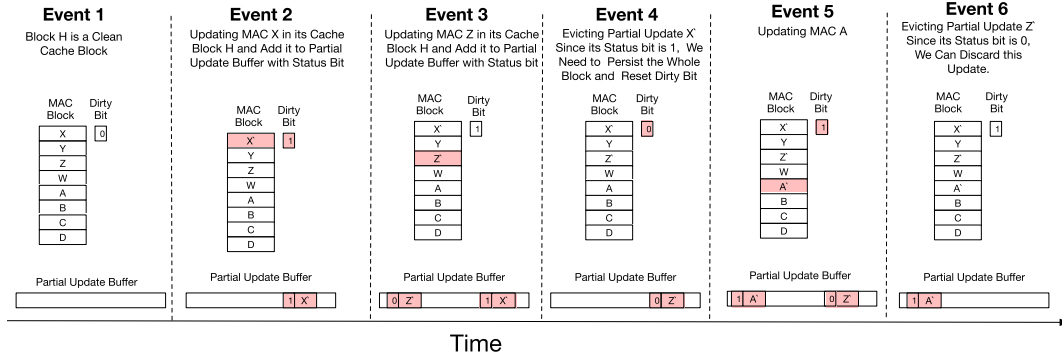 Event 1
Block H is a Clean
Cache Block
MAC
Block
Dirty
Bit
X
0
Y
Z
W
A
B
C
D
Partial Update Buffer
Event 2
Updating MAC X in its Cache
Block H and Add it to Partial
Update Buffer with Status Bit
MAC
Block
Dirty
Bit
X`
1
Y
Z
W
A
B
C
D
Partial Update Buffer
1 X`
Event 3
Updating MAC Z in its Cache
Block H and Add it to Partial
Update Buffer with Status bit
MAC
Block
Dirty
Bit
X`
1
Y
Z`
W
A
B
C
D
Partial Update Buffer
0 Z` 1 X`
Event 4
Evicting Partial Update X`
Since its Status bit is 1, We
Need to Persist the Whole
Block and Reset Dirty Bit
MAC
Block
Dirty
Bit
X`
0
Y
Z`
W
A
B
C
D
Partial Update Buffer
0 Z`
Event 5
Updating MAC A
MAC
Block
Dirty
Bit
X`
1
Y
Z`
W
A`
B
C
D
Partial Update Buffer
1 A` 0 Z`
Event 6
Evicting Partial Update Z`
Since its Status bit is 0,
We Can Discard this
Update.
MAC
Block
Dirty
Bit
X`
1
Y
Z`
W
A`
B
C
D
Partial Update Buffer
1 A`
Time